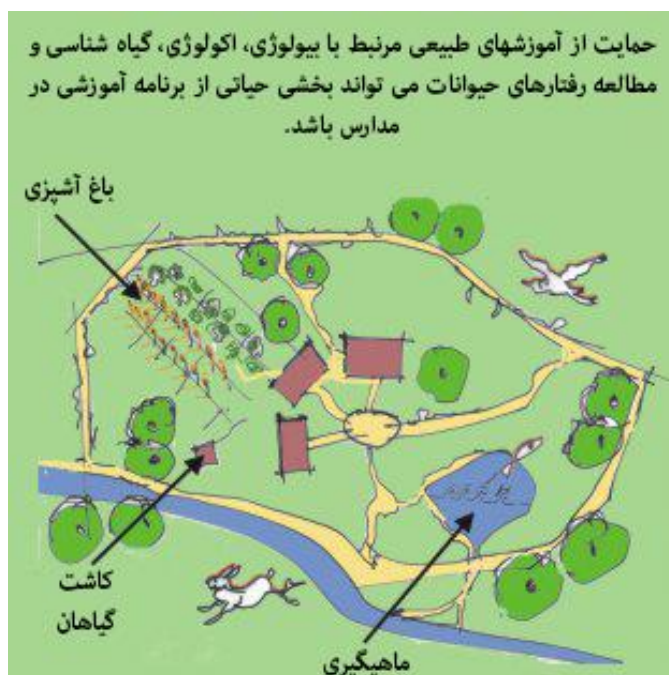 حمایت از آموزشهای طبیعی مرتبط با بیولوژی، اکولوژی، گیاه شناسی و
مطالعه رفتارهای حیوانات می تواند بخشی حیاتی از برنامه آموزشی در
مدارس باشد.
باغ آشپزی
کاشت
گیاهان
ماهیگیری